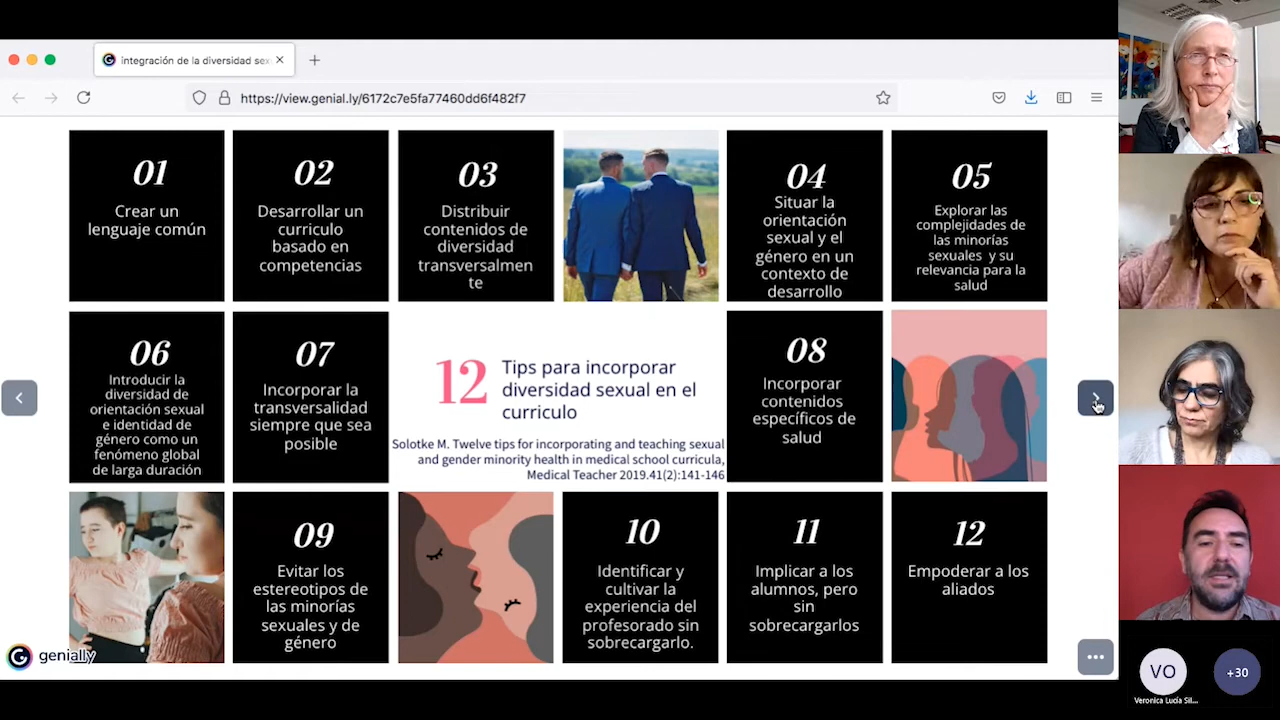 integración de la diversidad sex
https://view.genial.ly/6172c7e5fa77460dd6f482f7
01
Crear un
lenguaje común
02
Desarrollar un
curriculo
basado en
competencias
03
Distribuir
contenidos de
diversidad
transversalmen
te
04
Situar la
orientación
sexual y el
género en un
contexto de
desarrollo
05
Explorar las
complejidades de
las minorías
sexuales y su
relevancia para la
salud
06
Introducir la
diversidad de
orientación sexual
e identidad de
género como un
fenómeno global
de larga duración
07
Incorporar la
transversalidad
siempre que sea
posible
12
Tips para incorporar
diversidad sexual en el
curriculo
Solotke M. Twelve tips for incorporating and teaching sexual
and gender minority health in medical school curricula,
Medical Teacher 2019.41(2):141-146
08
Incorporar
contenidos
específicos de
salud
09
Evitar los
estereotipos de
las minorías
sexuales y de
género
10
Identificar y
cultivar la
experiencia del
profesorado sin
sobrecargarlo.
11
Implicar a los
alumnos, pero
sin
sobrecargarlos
12
Empoderar a los
aliados
genially
VO
+30
Veronica Lucía Sil...